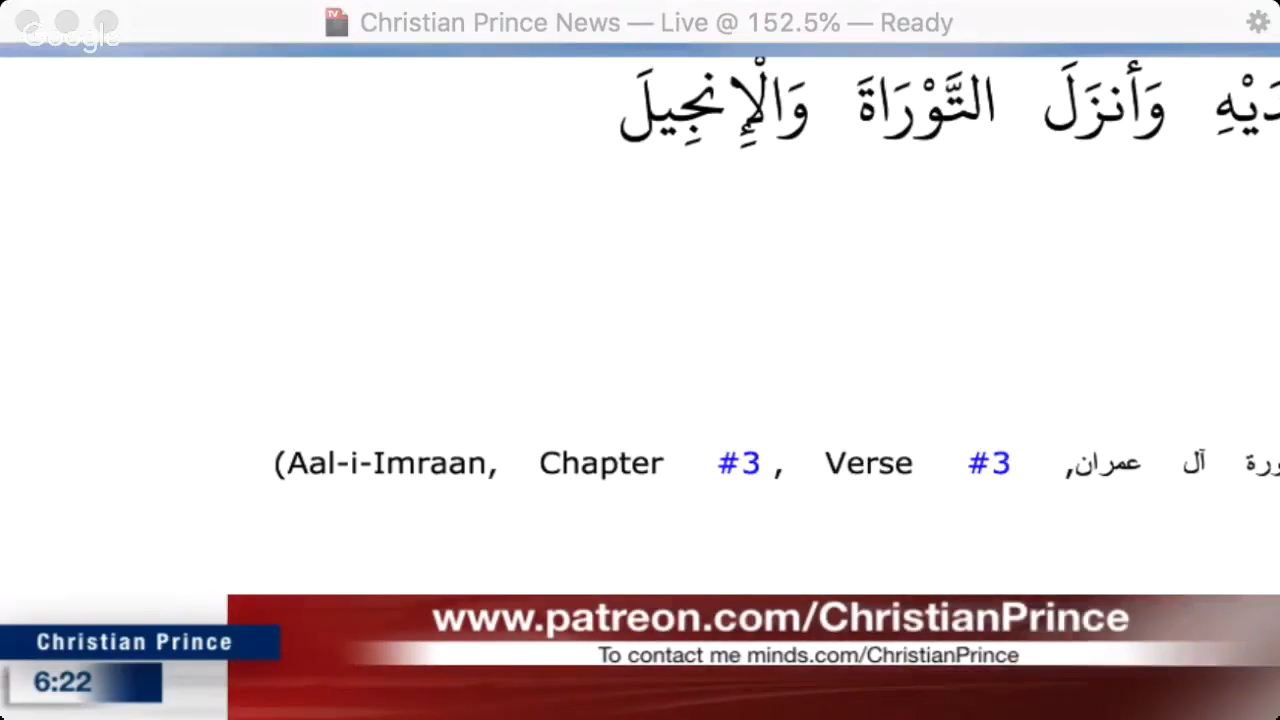 Christian Prince News — Live @ 152.5% — Ready
Google
وَأَنزَلَ التَّوْرَاةَ وَالْإِنجِيلَ
(Aal-i-Imraan, Chapter #3 , Verse #3 ,آل عمران
www.patreon.com/ChristianPrince
Christian Prince
To contact me minds.com/ChristianPrince
6:22